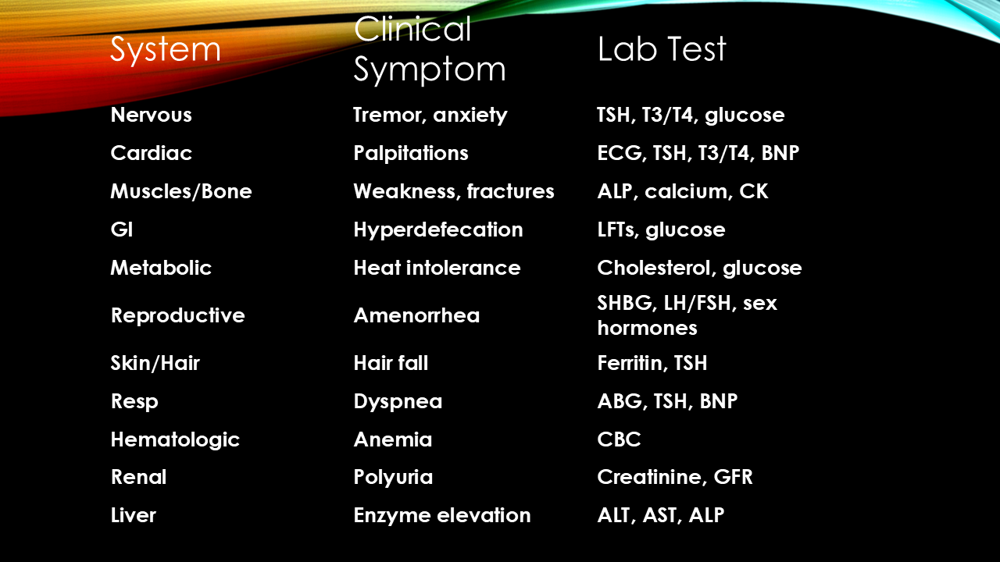 System Clinical Symptom Lab Test
Nervous Tremor, anxiety TSH, T3/T4, glucose
Cardiac Palpitations ECG, TSH, T3/T4, BNP
Muscles/Bone Weakness, fractures ALP, calcium, CK
GI Hyperdefecation LFTs, glucose
Metabolic Heat intolerance Cholesterol, glucose
Reproductive Amenorrhea SHBG, LH/FSH, sex hormones
Skin/Hair Hair fall Ferritin, TSH
Resp Dyspnea ABG, TSH, BNP
Hematologic Anemia CBC
Renal Polyuria Creatinine, GFR
Liver Enzyme elevation ALT, AST, ALP